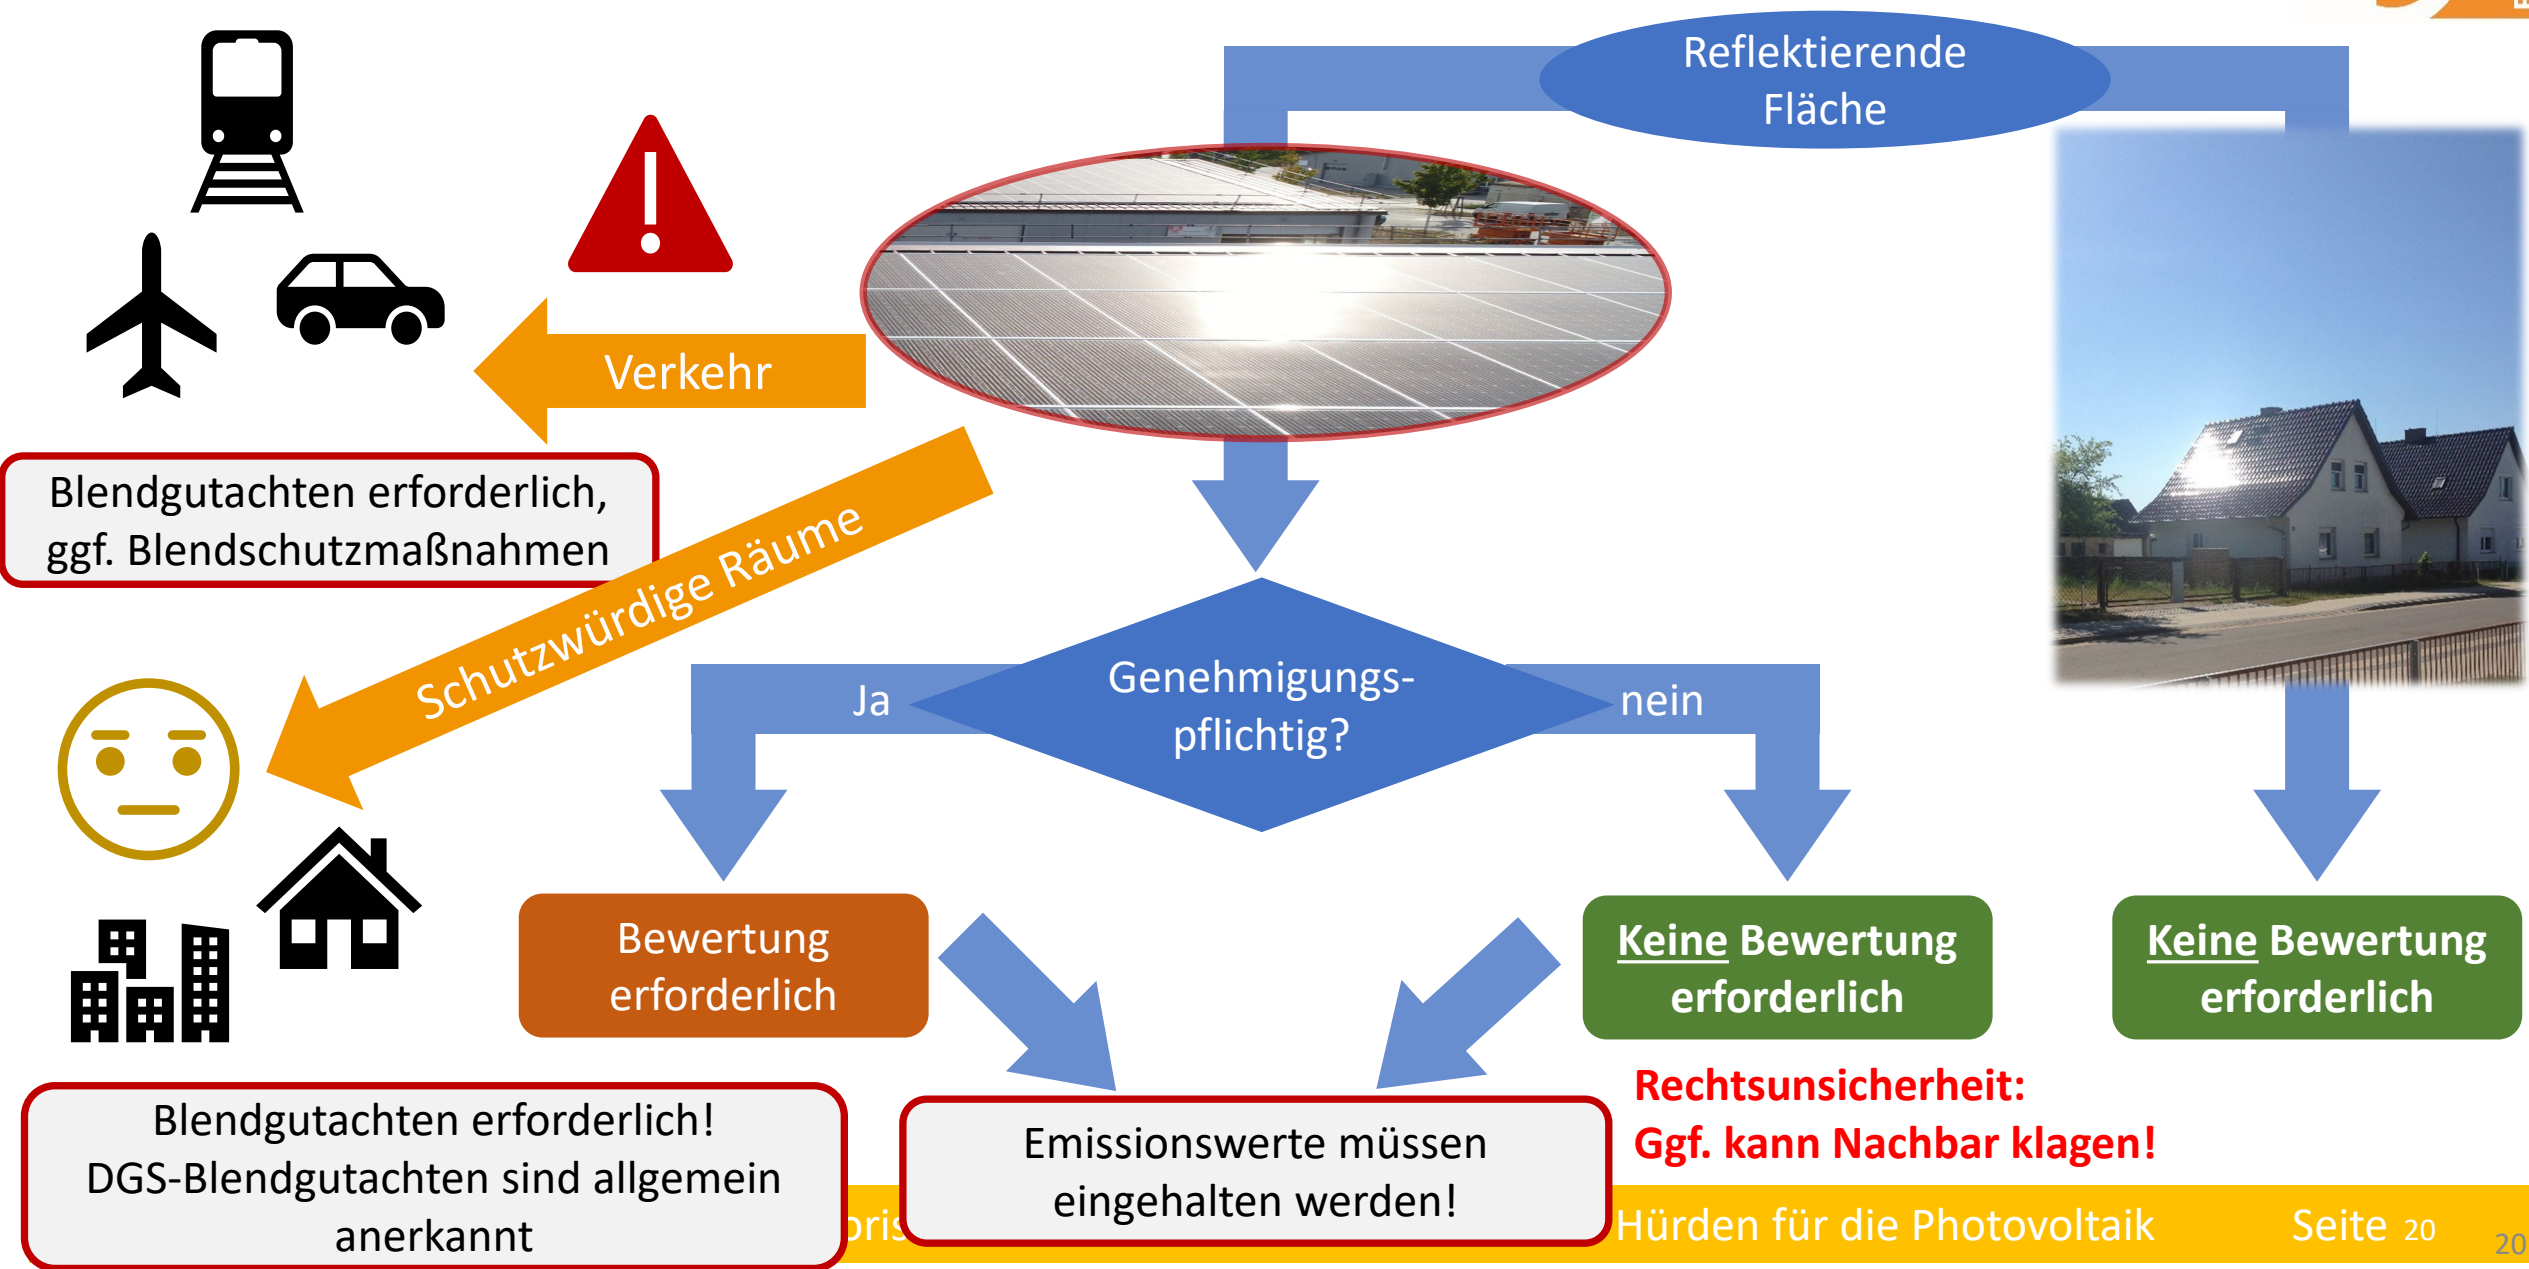 Reflektierende
Fläche
Verkehr
Blendgutachten erforderlich,
ggf. Blendschutzmaßnahmen
Schutzwürdige Räume
Genehmigungs-
pflichtig?
Ja
nein
Bewertung
erforderlich
Keine Bewertung
erforderlich
Keine Bewertung
erforderlich
Rechtsunsicherheit:
Ggf. kann Nachbar klagen!
Blendgutachten erforderlich!
DGS-Blendgutachten sind allgemein
anerkannt
Emissionswerte müssen
eingehalten werden!
Hürden für die Photovoltaik
Seite 20
20